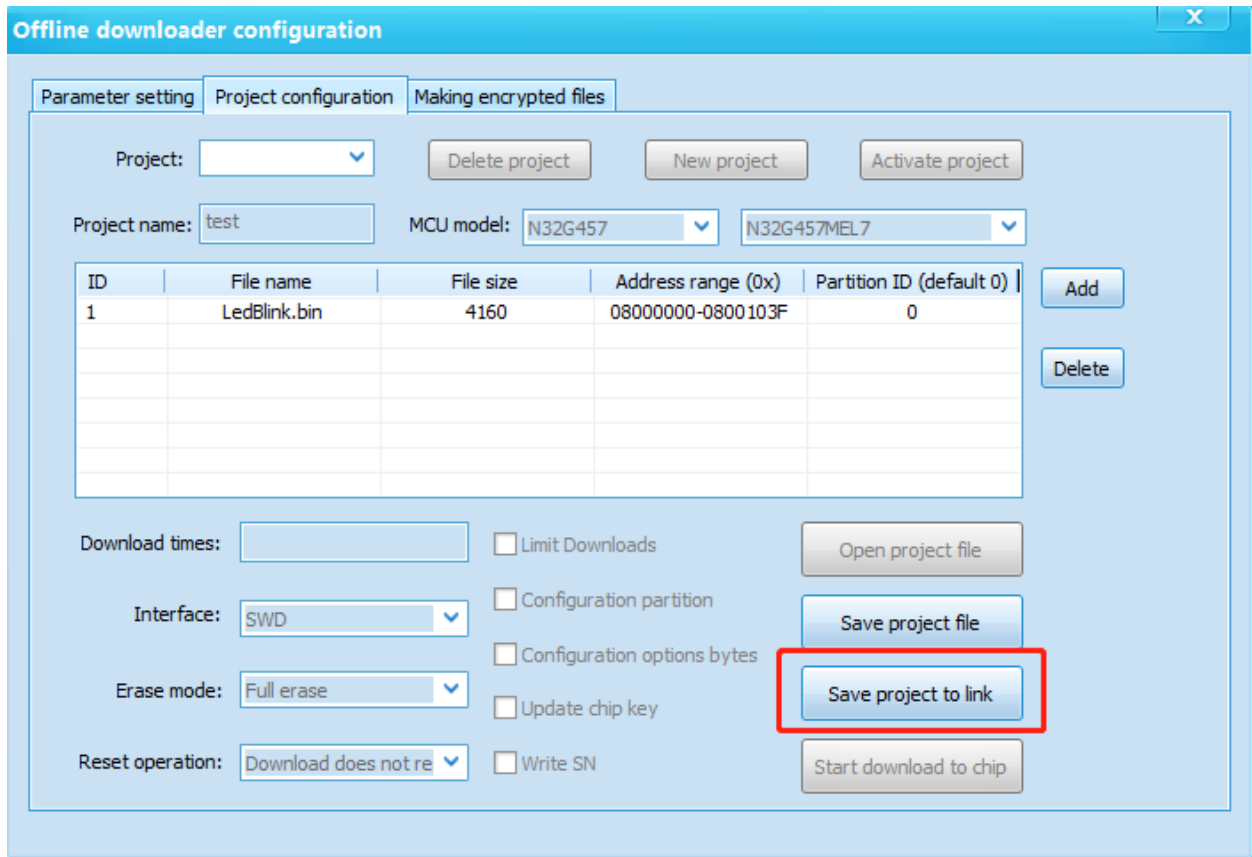 Offline downloader configuration
X
Parameter setting Project configuration Making encrypted files
Project: Delete project New project Activate project
Project name: test MCU model: N32G457 N32G457MEL7
ID File name File size Address range (0x) Partition ID (default 0) Add
1 LedBlink.bin 4160 08000000-0800103F 0
Delete
Download times: Limit Downloads Open project file
Interface: SWD Configuration partition Save project file
Configuration options bytes
Erase mode: Full erase Update chip key Save project to link
Reset operation: Download does not re Write SN Start download to chip